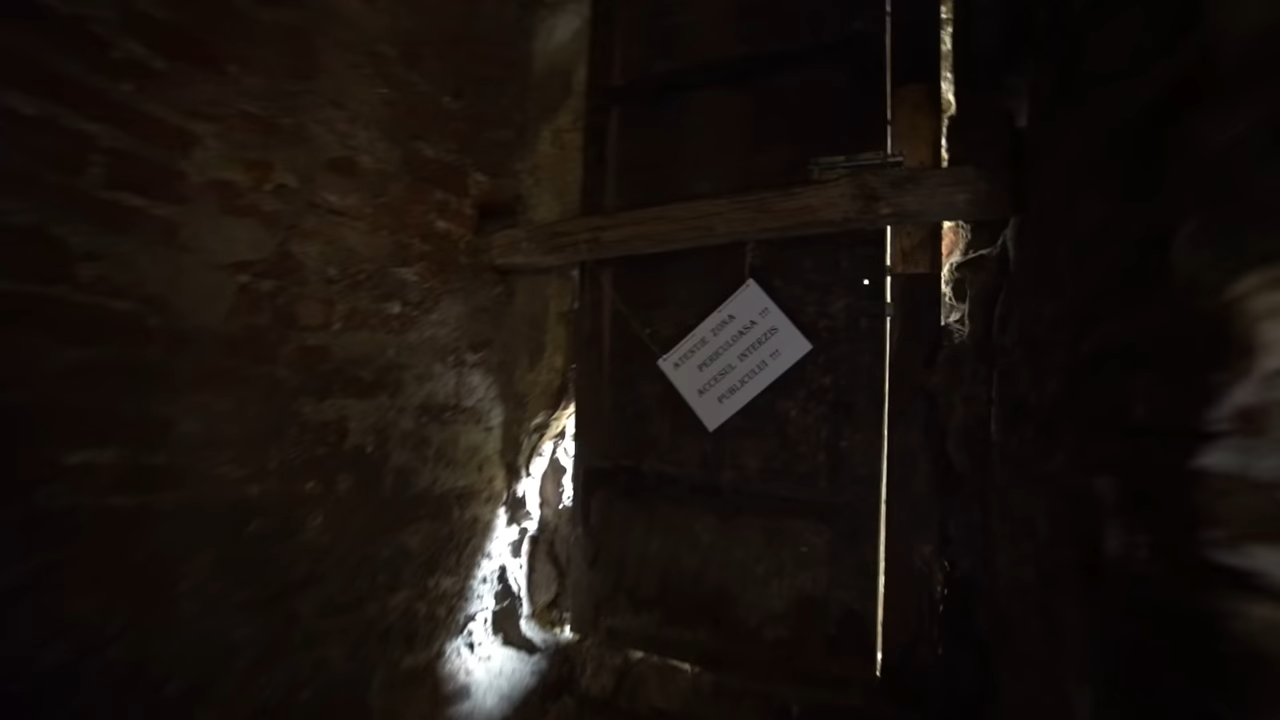 ATENTIE ZONA
PERICULOASA !!!
ACCESUL INTERZIS
PUBLICULUI !!!